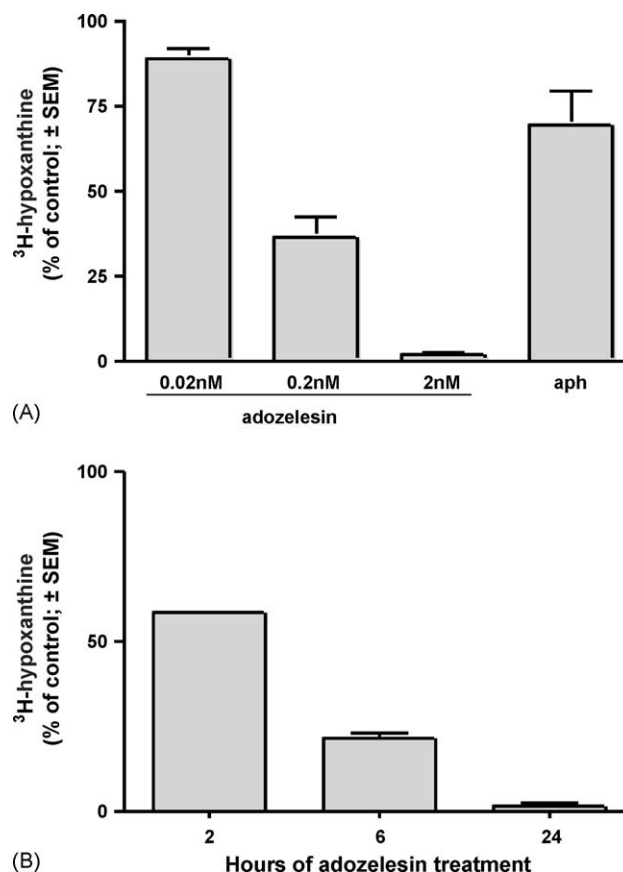 100
³H-hypoxanthine
(% of control; ± SEM)
75
50
25
0
0.02nM 0.2nM 2nM aph
adozelesin
(A)
100
³H-hypoxanthine
(% of control; ± SEM)
50
0
2 6 24
(B) Hours of adozelesin treatment